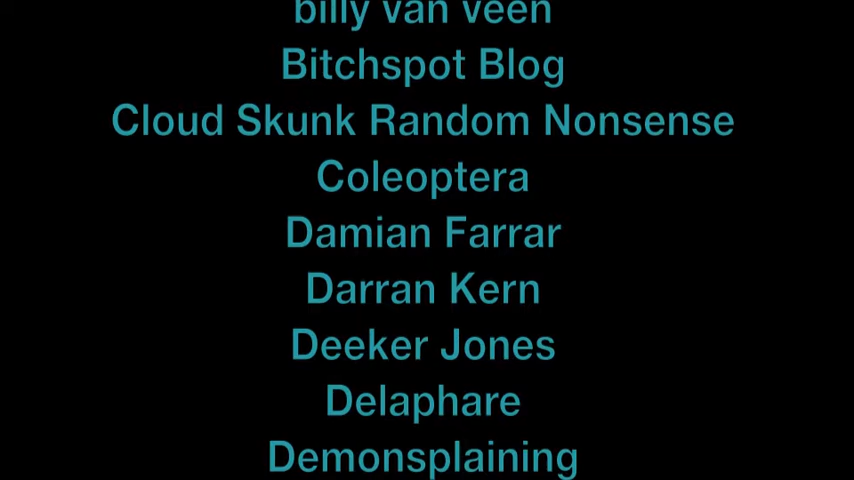 billy van veen
Bitchspot Blog
Cloud Skunk Random Nonsense
Coleoptera
Damian Farrar
Darran Kern
Deeker Jones
Delaphare
Demonsplaining